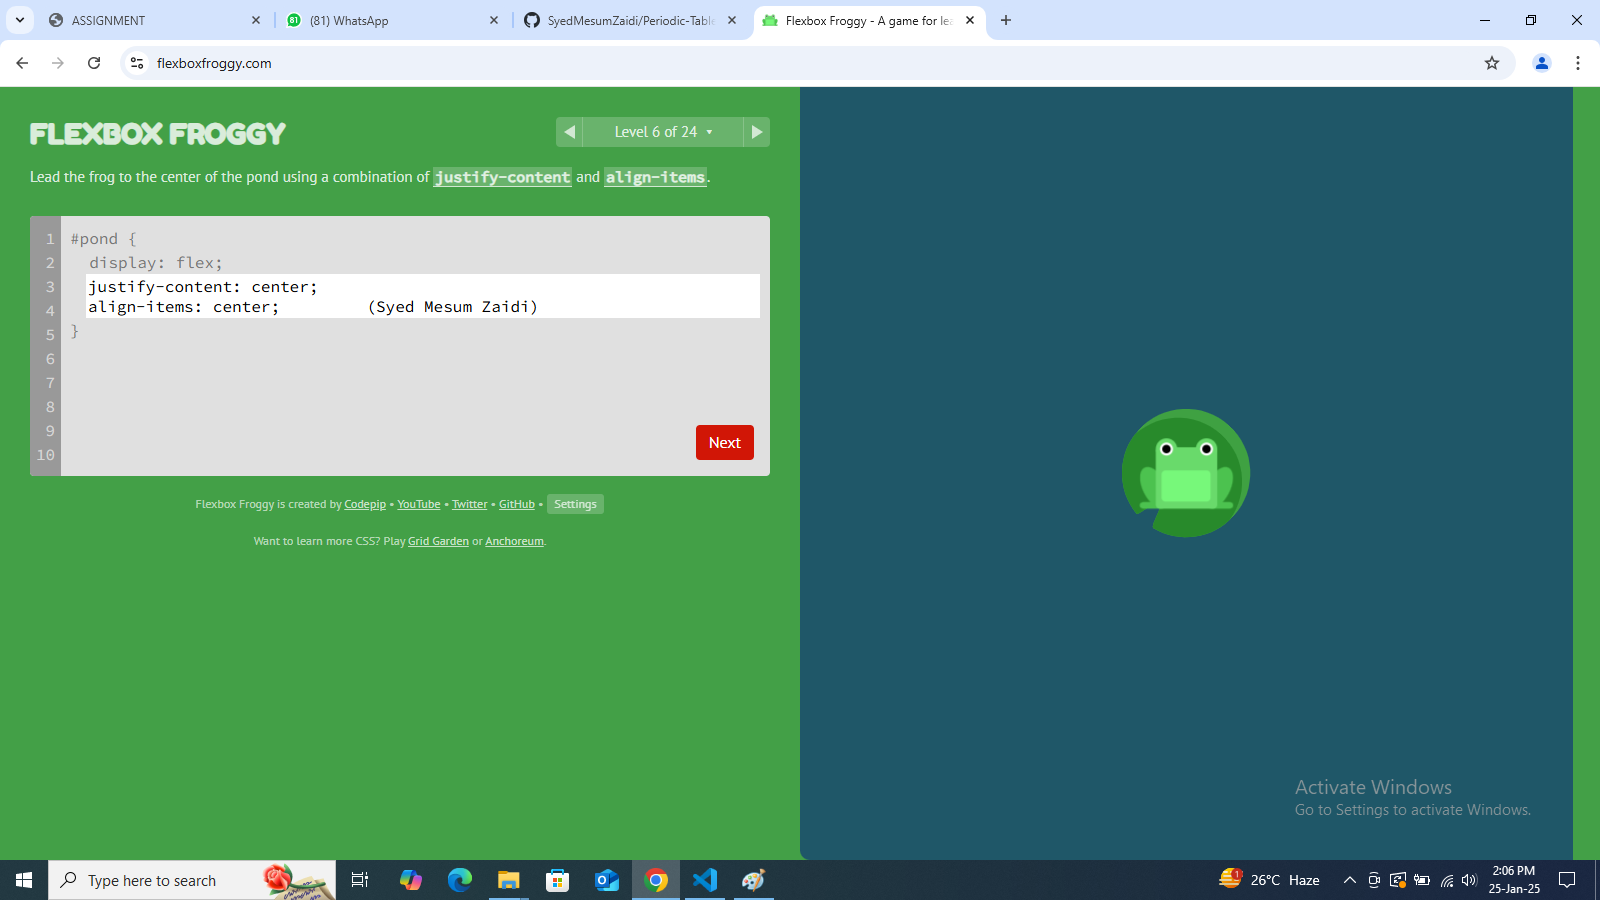 ASSIGNMENT
(81) WhatsApp
SyedMesumZaidi/Periodic-Table
Flexbox Froggy - A game for lea
flexboxfroggy.com
FLEXBOX FROGGY
Level 6 of 24
Lead the frog to the center of the pond using a combination of justify-content and align-items.
1 #pond {
2 display: flex;
3 justify-content: center;
4 align-items: center; (Syed Mesum Zaidi)
5 }
6
7
8
9
10
Next
Flexbox Froggy is created by Codepip • YouTube • Twitter • GitHub • Settings
Want to learn more CSS? Play Grid Garden or Anchoreum.
Activate Windows
Go to Settings to activate Windows.
Type here to search
1
26°C Haze
2:06 PM
25-Jan-25